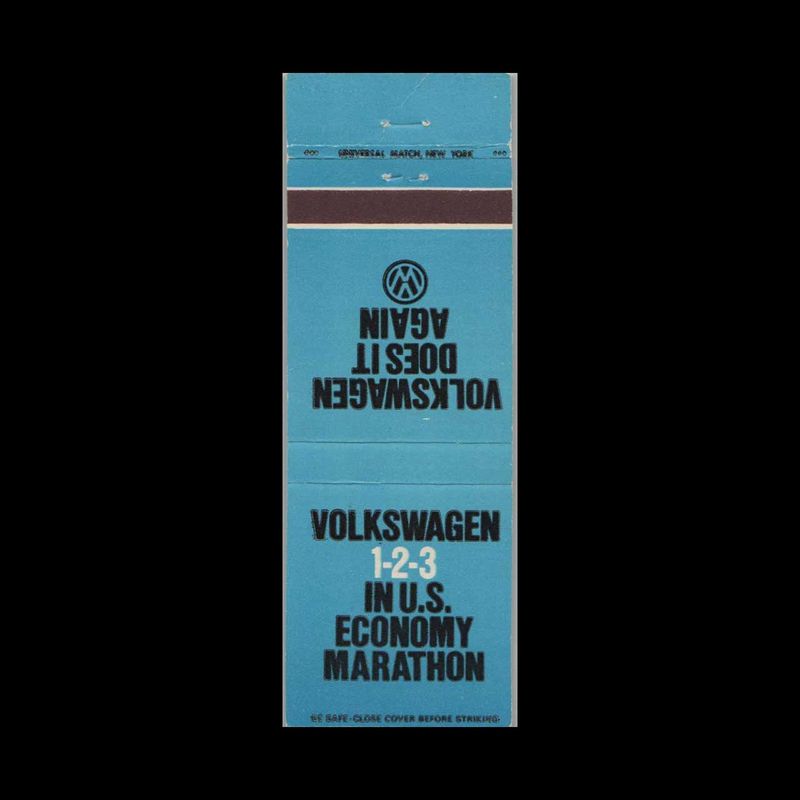 UNIVERSAL MATCH, NEW YORK
VOLKSWAGEN
DOES IT
AGAIN
VOLKSWAGEN
1-2-3
IN U.S.
ECONOMY
MARATHON
BE SAFE-CLOSE COVER BEFORE STRIKING